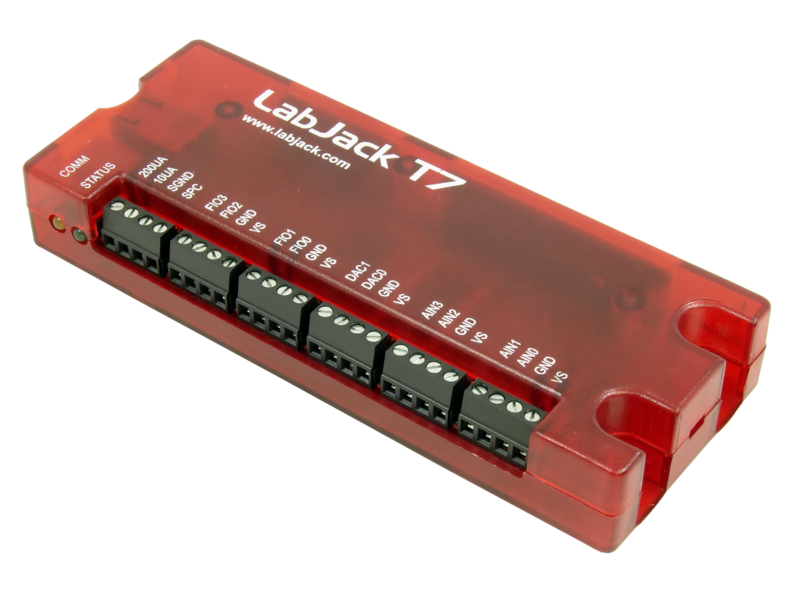 LabJack T7
www.labjack.com
COMM
STATUS
200UA
10UA
SGND
SPC
FIO3
FIO2
GND
VS
FIO1
FIO0
GND
VS
DAC1
DAC0
GND
VS
AIN3
AIN2
GND
VS
AIN1
AIN0
GND
VS